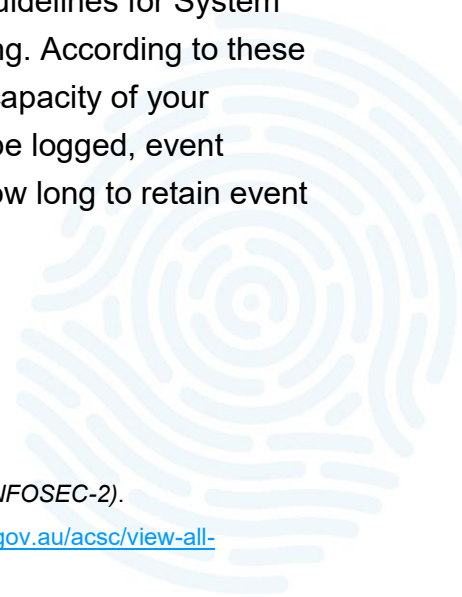 uidelines for System
ng. According to these
capacity of your
be logged, event
ow long to retain event
NFOSEC-2).
gov.au/acsc/view-all-